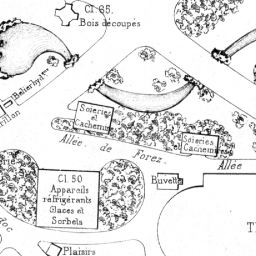 Cl. 85.
Bois découpés
Soieries
et
Cachemires
Allée de Forez.
Soieries
Cachem
Allée
Buvette
Cl. 50
Appareils
réfrigérants
Glaces et
Sorbets
Plaisirs